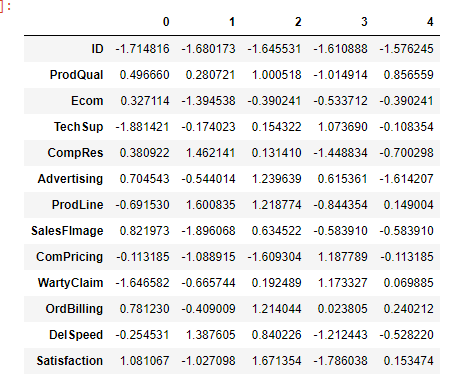 ]:
0 1 2 3 4
ID -1.714816 -1.680173 -1.645531 -1.610888 -1.576245
ProdQual 0.496660 0.280721 1.000518 -1.014914 0.856559
Ecom 0.327114 -1.394538 -0.390241 -0.533712 -0.390241
TechSup -1.881421 -0.174023 0.154322 1.073690 -0.108354
CompRes 0.380922 1.462141 0.131410 -1.448834 -0.700298
Advertising 0.704543 -0.544014 1.239639 0.615361 -1.614207
ProdLine -0.691530 1.600835 1.218774 -0.844354 0.149004
SalesFImage 0.821973 -1.896068 0.634522 -0.583910 -0.583910
ComPricing -0.113185 -1.088915 -1.609304 1.187789 -0.113185
WartyClaim -1.646582 -0.665744 0.192489 1.173327 0.069885
OrdBilling 0.781230 -0.409009 1.214044 0.023805 0.240212
DelSpeed -0.254531 1.387605 0.840226 -1.212443 -0.528220
Satisfaction 1.081067 -1.027098 1.671354 -1.786038 0.153474